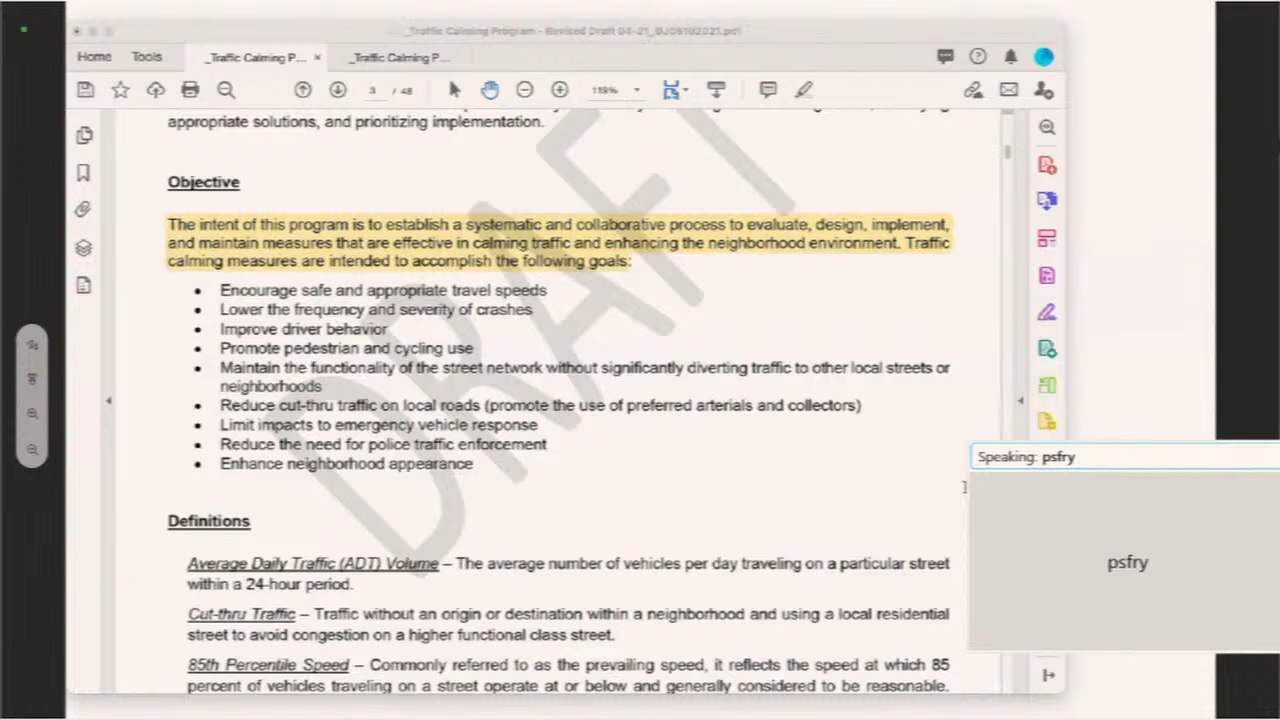 _Traffic Calming Program - Revised Draft 04-21_DJ05102021.pdf
Home Tools _Traffic Calming P... × _Traffic Calming P...
3 / 48 119%
appropriate solutions, and prioritizing implementation.
Objective
The intent of this program is to establish a systematic and collaborative process to evaluate, design, implement,
and maintain measures that are effective in calming traffic and enhancing the neighborhood environment. Traffic
calming measures are intended to accomplish the following goals:
• Encourage safe and appropriate travel speeds
• Lower the frequency and severity of crashes
• Improve driver behavior
• Promote pedestrian and cycling use
• Maintain the functionality of the street network without significantly diverting traffic to other local streets or
neighborhoods
• Reduce cut-thru traffic on local roads (promote the use of preferred arterials and collectors)
• Limit impacts to emergency vehicle response
• Reduce the need for police traffic enforcement
• Enhance neighborhood appearance
DRAFT
Speaking: psfry
psfry
Definitions
Average Daily Traffic (ADT) Volume – The average number of vehicles per day traveling on a particular street
within a 24-hour period.
Cut-thru Traffic – Traffic without an origin or destination within a neighborhood and using a local residential
street to avoid congestion on a higher functional class street.
85th Percentile Speed – Commonly referred to as the prevailing speed, it reflects the speed at which 85
percent of vehicles traveling on a street operate at or below and generally considered to be reasonable.